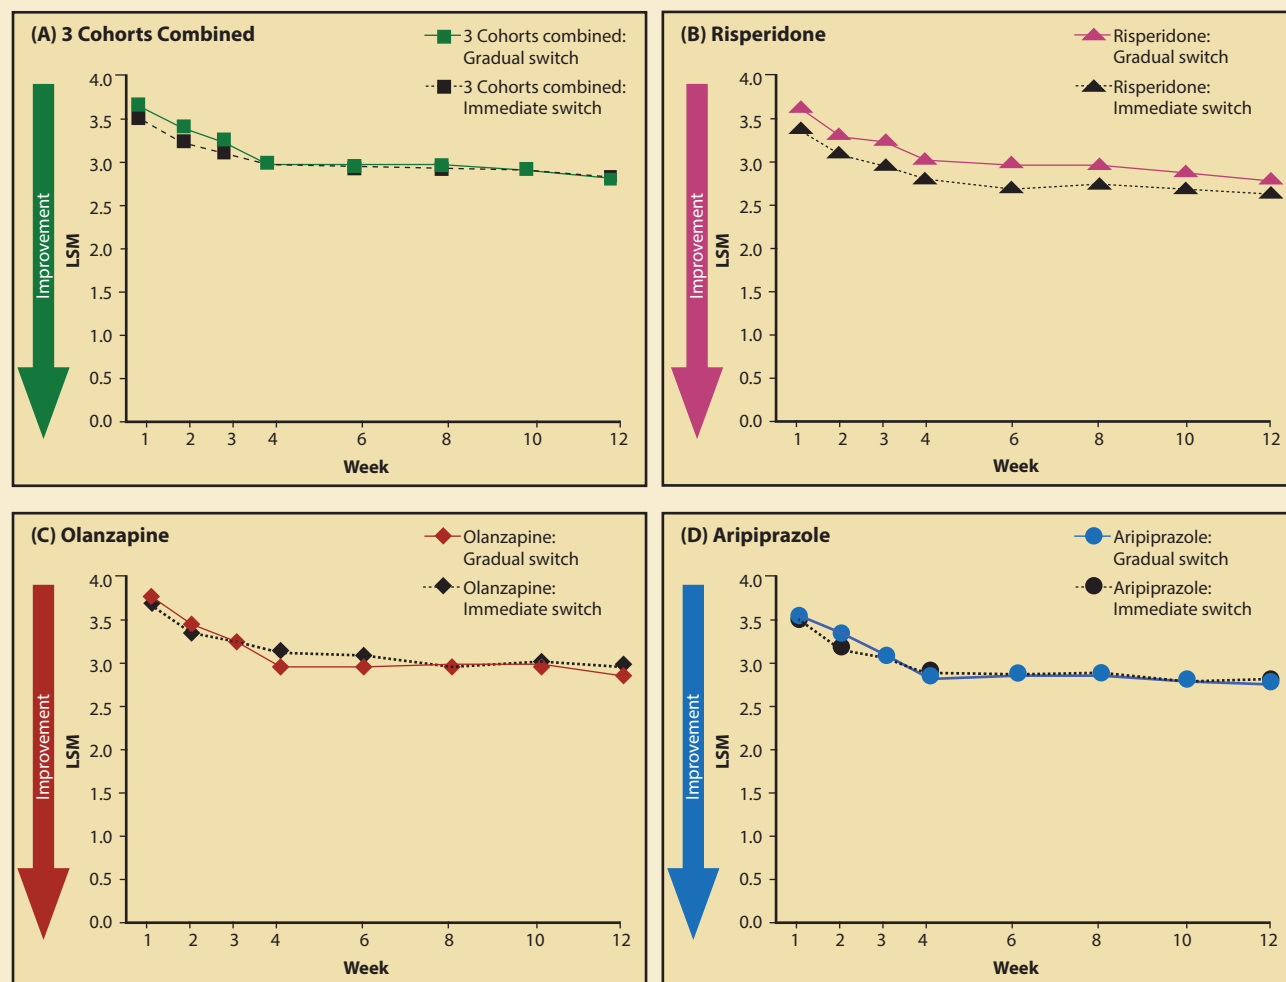 (A) 3 Cohorts Combined
3 Cohorts combined:
Gradual switch
3 Cohorts combined:
Immediate switch
Improvement
LSM
4.0
3.5
3.0
2.5
2.0
1.5
1.0
0.5
0.0
1 2 3 4 6 8 10 12
Week
(B) Risperidone
Risperidone:
Gradual switch
Risperidone:
Immediate switch
Improvement
LSM
4.0
3.5
3.0
2.5
2.0
1.5
1.0
0.5
0.0
1 2 3 4 6 8 10 12
Week
(C) Olanzapine
Olanzapine:
Gradual switch
Olanzapine:
Immediate switch
Improvement
LSM
4.0
3.5
3.0
2.5
2.0
1.5
1.0
0.5
0.0
1 2 3 4 6 8 10 12
Week
(D) Aripiprazole
Aripiprazole:
Gradual switch
Aripiprazole:
Immediate switch
Improvement
LSM
4.0
3.5
3.0
2.5
2.0
1.5
1.0
0.5
0.0
1 2 3 4 6 8 10 12
Week